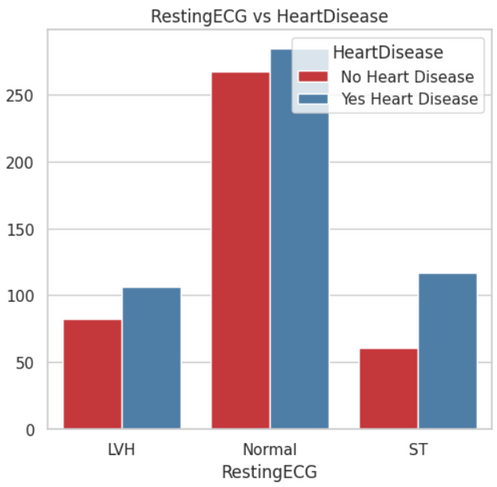 RestingECG vs HeartDisease
HeartDisease
No Heart Disease
Yes Heart Disease
250
200
150
100
50
0
LVH Normal ST
RestingECG